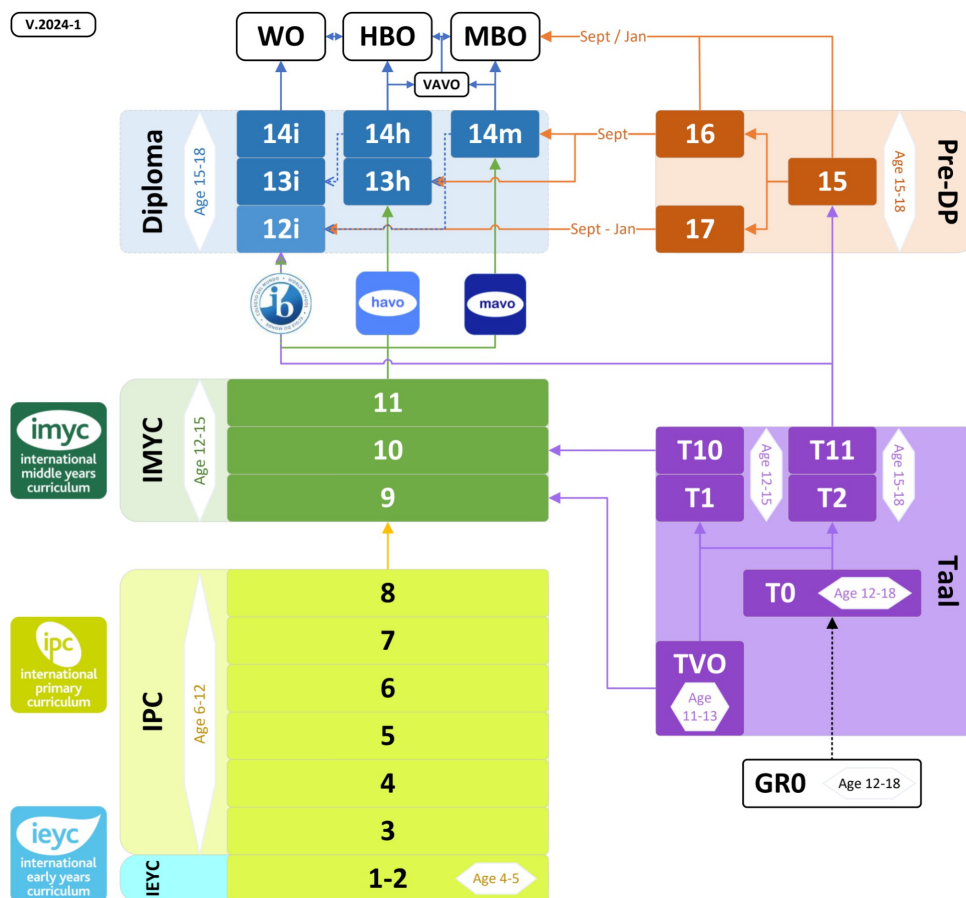 V.2024-1
WO
HBO
MBO
Sept / Jan
VAVO
Diploma
Age 15-18
14i
14h
14m
Sept
16
13i
13h
15
Age 15-18
Pre-DP
12i
Sept - Jan
17
ib
havo
mavo
IMYC
Age 12-15
11
10
9
imyc
international
middle years
curriculum
T10
T1
Age 12-15
T11
T2
Age 15-18
Taal
T0
Age 12-18
TVO
Age
11-13
GR0
Age 12-18
IPC
Age 6-12
8
7
6
5
4
3
ipc
international
primary
curriculum
ieyc
international
early years
curriculum
IEYC
1-2
Age 4-5